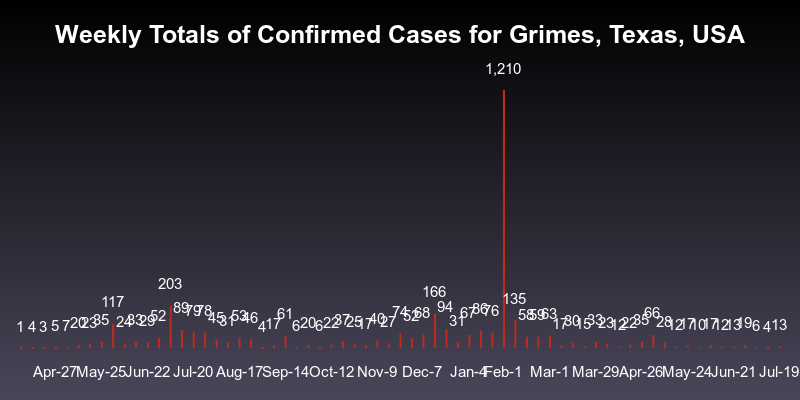 Weekly Totals of Confirmed Cases for Grimes, Texas, USA
1 4 3 5 7 20 23 35 117 24 33 29 52 203 89 79 78 45 31 53 46 4 17 61 6 20 6 22 37 25 17 40 27 74 52 68 166 94 31 67 86 76 1,210 135 58 59 63 17 30 15 33 23 12 22 35 66 28 12 17 10 17 12 13 19 6 4 13
Apr-27 May-25 Jun-22 Jul-20 Aug-17 Sep-14 Oct-12 Nov-9 Dec-7 Jan-4 Feb-1 Mar-1 Mar-29 Apr-26 May-24 Jun-21 Jul-19